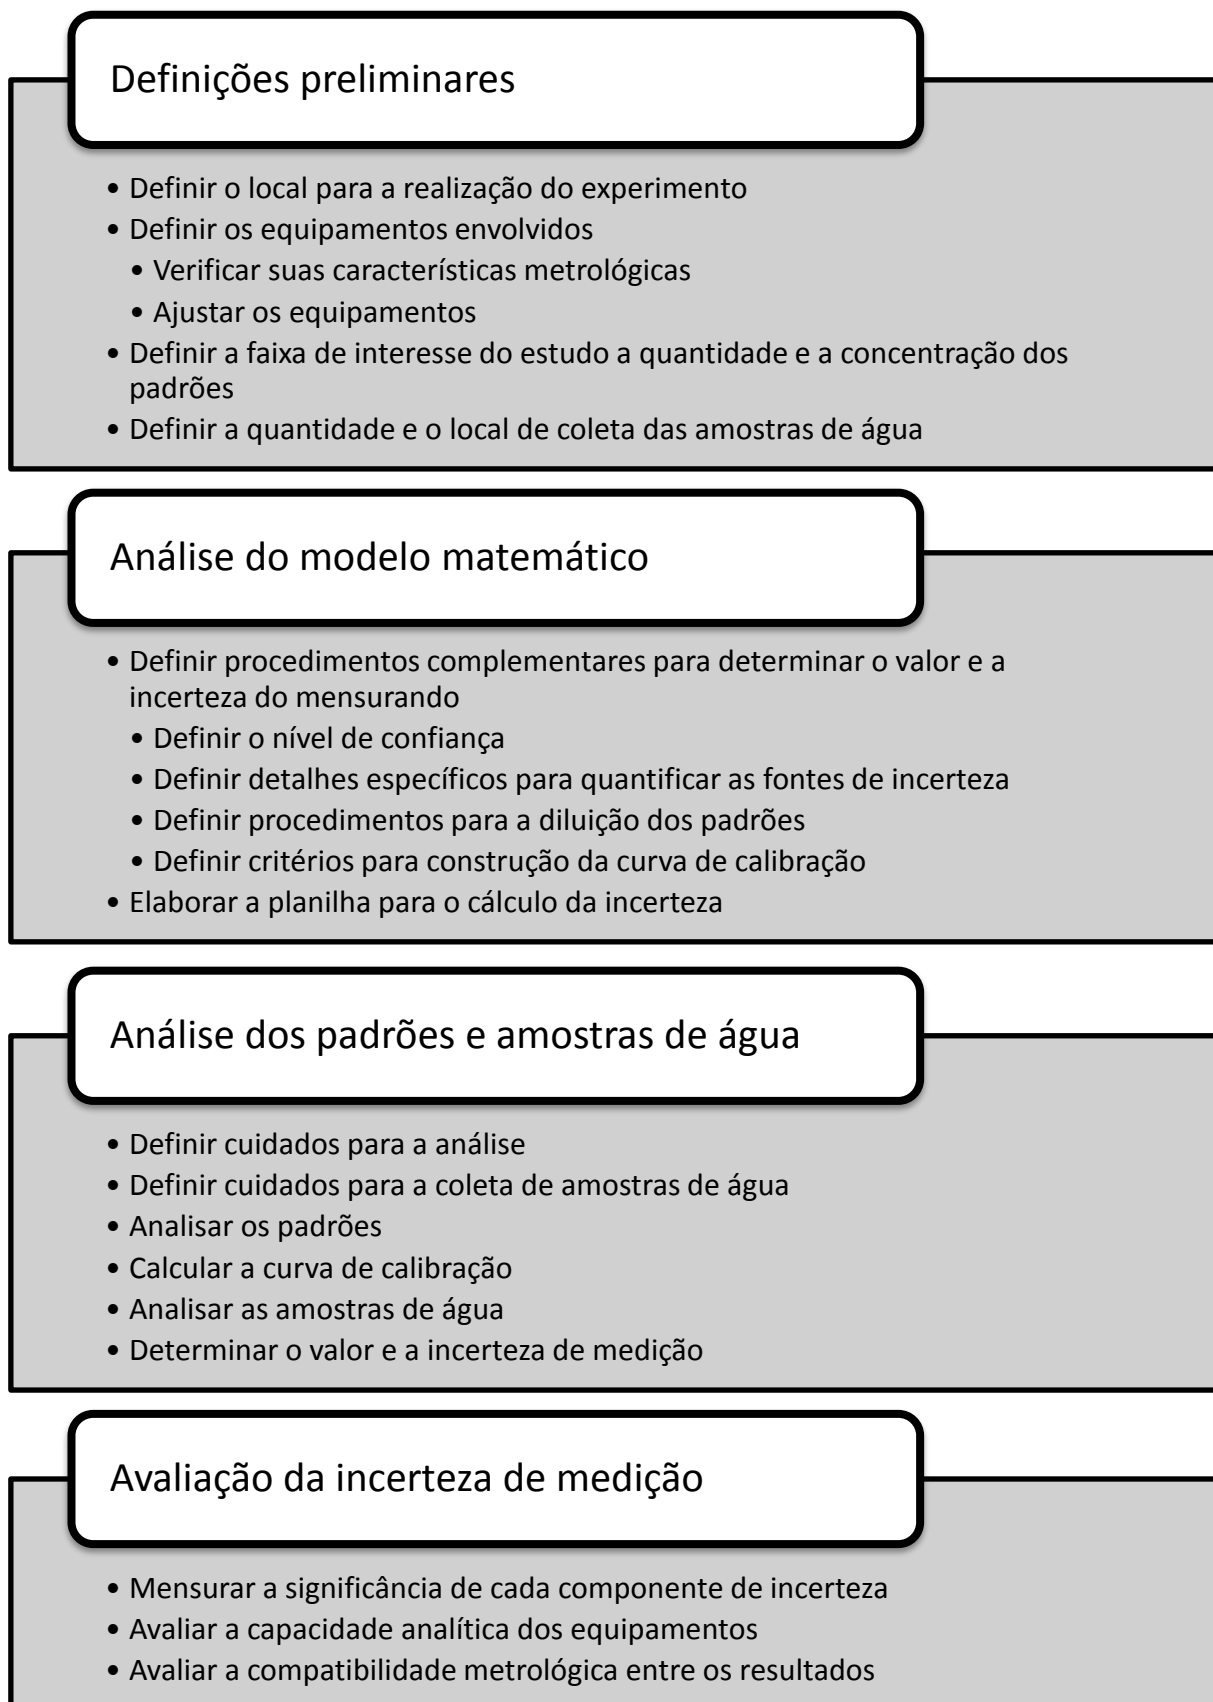 Definições preliminares
• Definir o local para a realização do experimento
• Definir os equipamentos envolvidos
• Verificar suas características metrológicas
• Ajustar os equipamentos
• Definir a faixa de interesse do estudo a quantidade e a concentração dos
padrões
• Definir a quantidade e o local de coleta das amostras de água
Análise do modelo matemático
• Definir procedimentos complementares para determinar o valor e a
incerteza do mensurando
• Definir o nível de confiança
• Definir detalhes específicos para quantificar as fontes de incerteza
• Definir procedimentos para a diluição dos padrões
• Definir critérios para construção da curva de calibração
• Elaborar a planilha para o cálculo da incerteza
Análise dos padrões e amostras de água
• Definir cuidados para a análise
• Definir cuidados para a coleta de amostras de água
• Analisar os padrões
• Calcular a curva de calibração
• Analisar as amostras de água
• Determinar o valor e a incerteza de medição
Avaliação da incerteza de medição
• Mensurar a significância de cada componente de incerteza
• Avaliar a capacidade analítica dos equipamentos
• Avaliar a compatibilidade metrológica entre os resultados